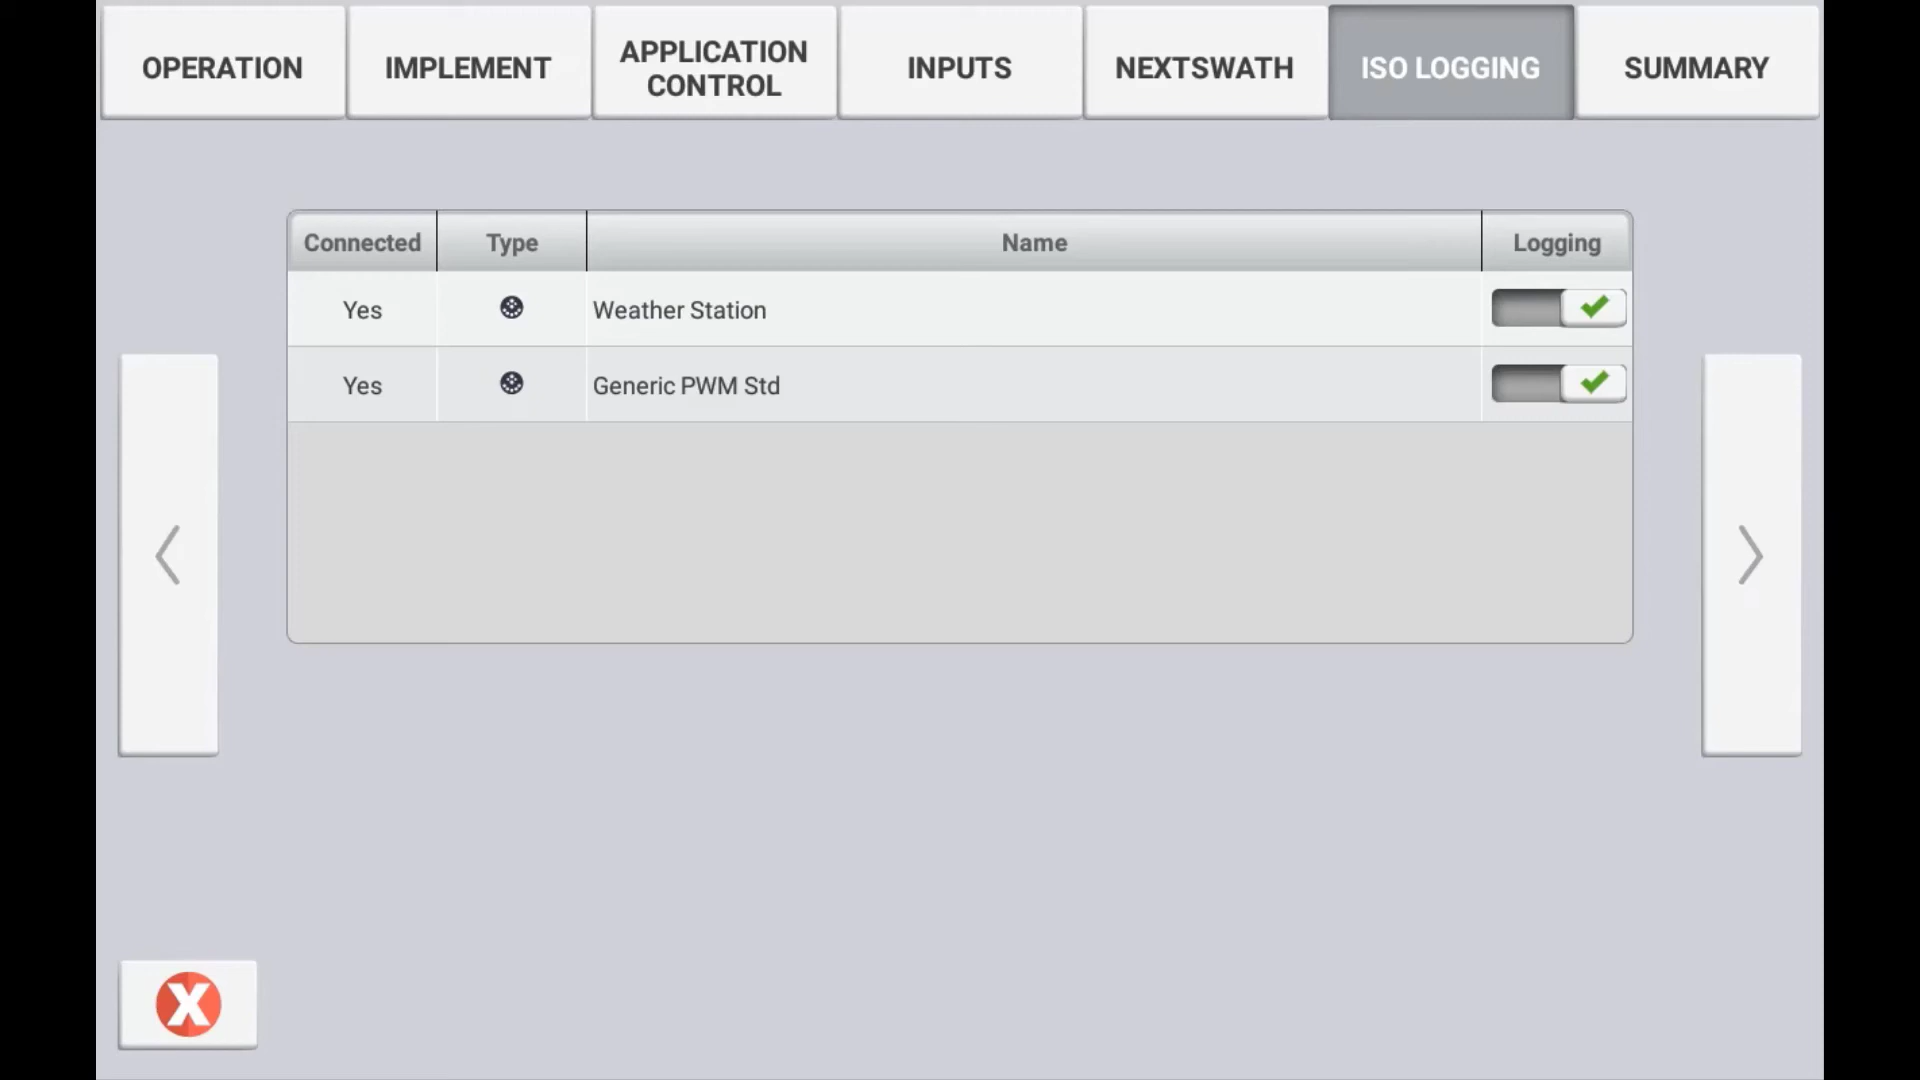 OPERATION
IMPLEMENT
APPLICATION
CONTROL
INPUTS
NEXTSWATH
ISO LOGGING
SUMMARY
Connected Type Name Logging
Yes Weather Station
Yes Generic PWM Std
X